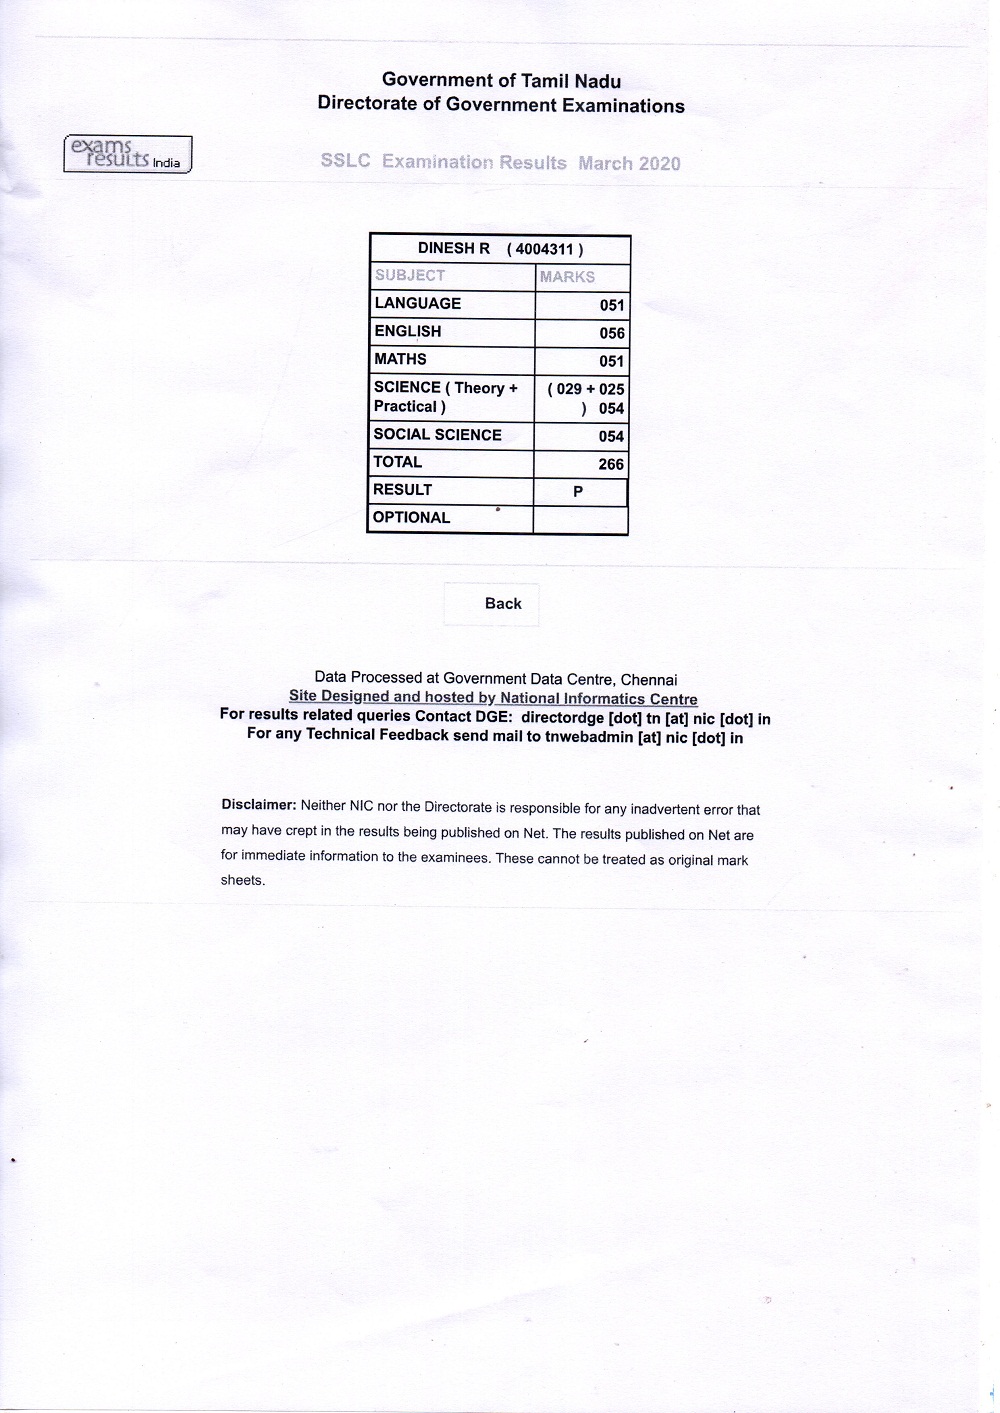 Government of Tamil Nadu
Directorate of Government Examinations
exams
results India
SSLC Examination Results March 2020
DINESH R ( 4004311 )
SUBJECT MARKS
LANGUAGE 051
ENGLISH 056
MATHS 051
SCIENCE ( Theory + ( 029 + 025
Practical ) ) 054
SOCIAL SCIENCE 054
TOTAL 266
RESULT P
OPTIONAL
Back
Data Processed at Government Data Centre, Chennai
Site Designed and hosted by National Informatics Centre
For results related queries Contact DGE: directordge [dot] tn [at] nic [dot] in
For any Technical Feedback send mail to tnwebadmin [at] nic [dot] in
Disclaimer: Neither NIC nor the Directorate is responsible for any inadvertent error that
may have crept in the results being published on Net. The results published on Net are
for immediate information to the examinees. These cannot be treated as original mark
sheets.